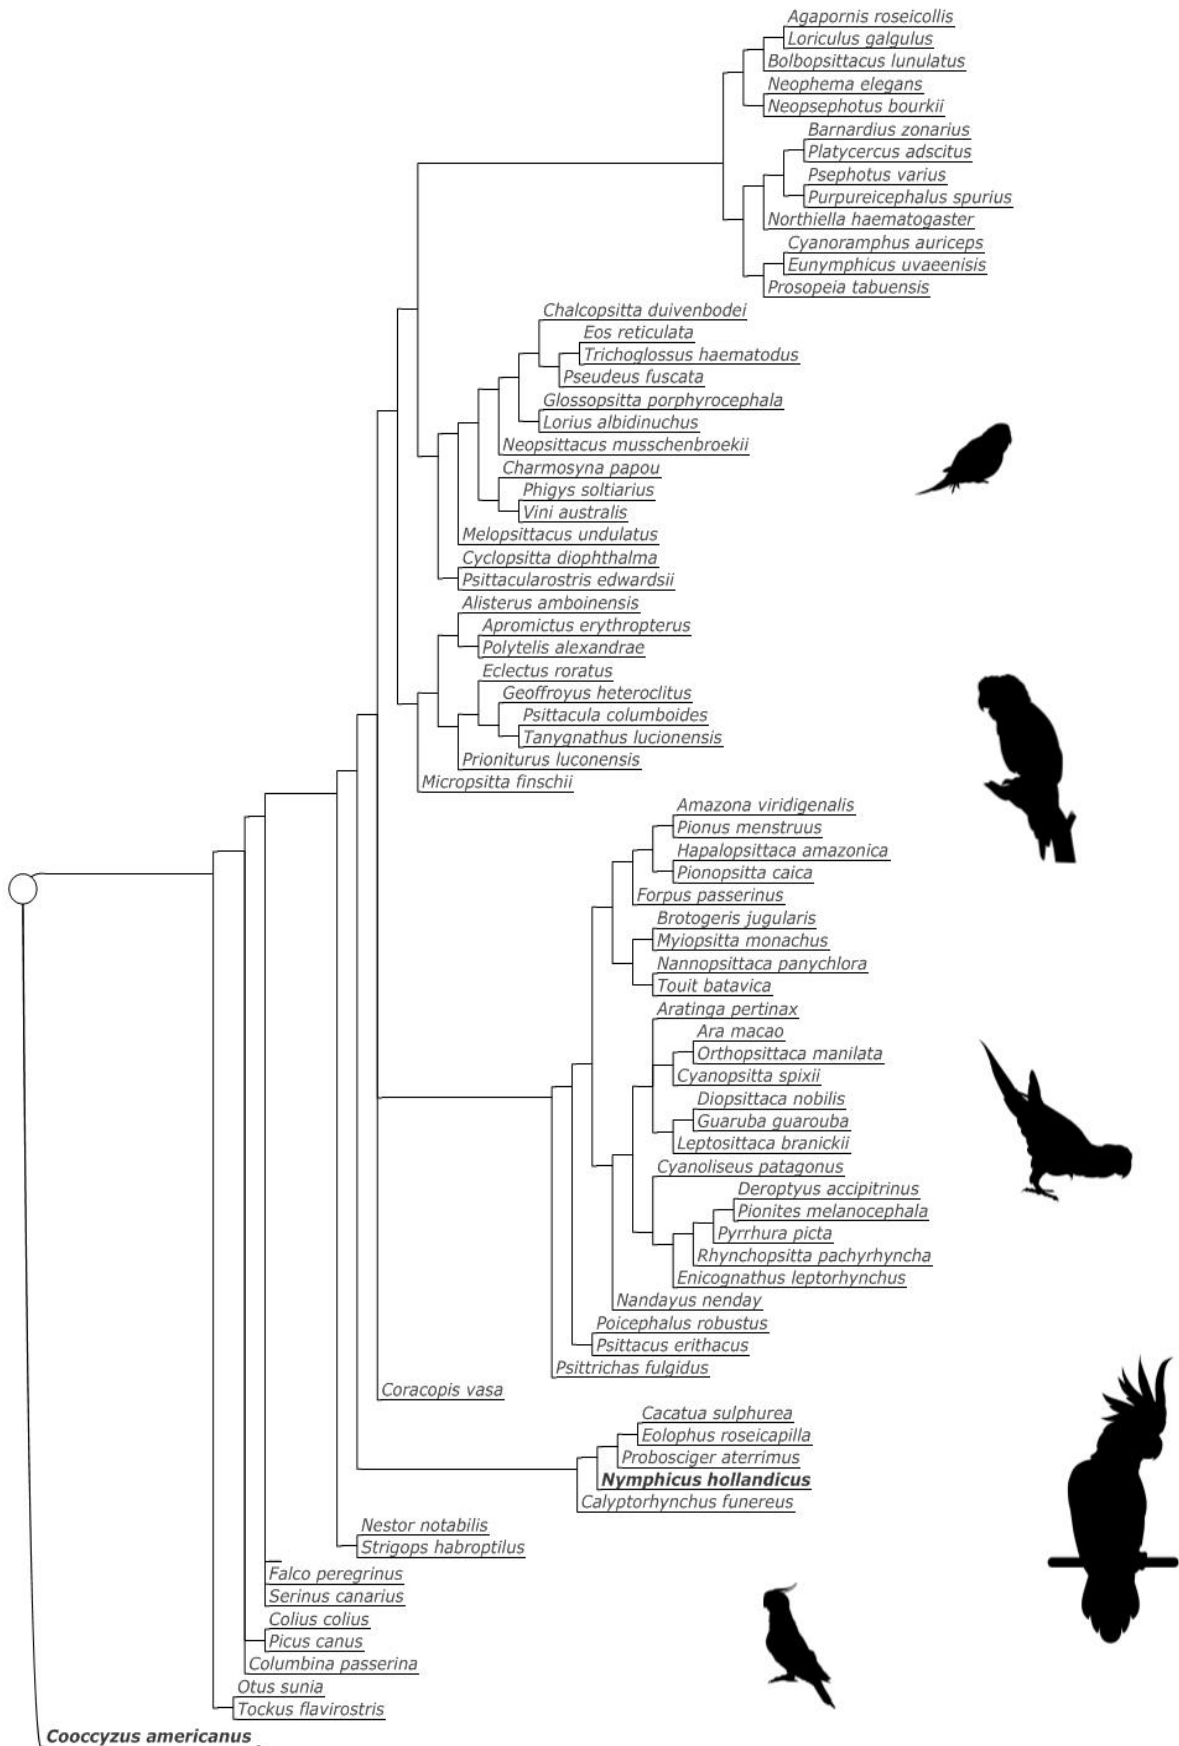 Agapornis roseicollis
Loriculus galgulus
Bolbopsittacus lunulatus
Neophema elegans
Neopsephotus bourkii
Barnardius zonarius
Platycercus adscitus
Psephotus varius
Purpureicephalus spurius
Northiella haematogaster
Cyanoramphus auriceps
Eunymphicus uvaeenisis
Prosopeia tabuensis
Chalcopsitta duivenbodei
Eos reticulata
Trichoglossus haematodus
Pseudeus fuscata
Glossopsitta porphyrocephala
Lorius albidinuchus
Neopsittacus musschenbroekii
Charmosyna papou
Phigys soltiarius
Vini australis
Melopsittacus undulatus
Cyclopsitta diophthalma
Psittacularostris edwardsii
Alisterus amboinensis
Apromictus erythropterus
Polytelis alexandrae
Eclectus roratus
Geoffroyus heteroclitus
Psittacula columboides
Tanygnathus lucionensis
Prioniturus luconensis
Micropsitta finschii
Amazona viridigenalis
Pionus menstruus
Hapalopsittaca amazonica
Pionopsitta caica
Forpus passerinus
Brotogeris jugularis
Myiopsitta monachus
Nannopsittaca panychlora
Touit batavica
Aratinga pertinax
Ara macao
Orthopsittaca manilata
Cyanopsitta spixii
Diopsittaca nobilis
Guaruba guarouba
Leptosittaca branickii
Cyanoliseus patagonus
Deroptyus accipitrinus
Pionites melanocephala
Pyrrhura picta
Rhynchopsitta pachyrhyncha
Enicognathus leptorhynchus
Nandayus nenday
Poicephalus robustus
Psittacus erithacus
Psittrichas fulgidus
Coracopis vasa
Cacatua sulphurea
Eolophus roseicapilla
Probosciger aterrimus
Nymphicus hollandicus
Calyptorhynchus funereus
Nestor notabilis
Strigops habroptilus
Falco peregrinus
Serinus canarius
Colius colius
Picus canus
Columbina passerina
Otus sunia
Tockus flavirostris
Cooccyzus americanus